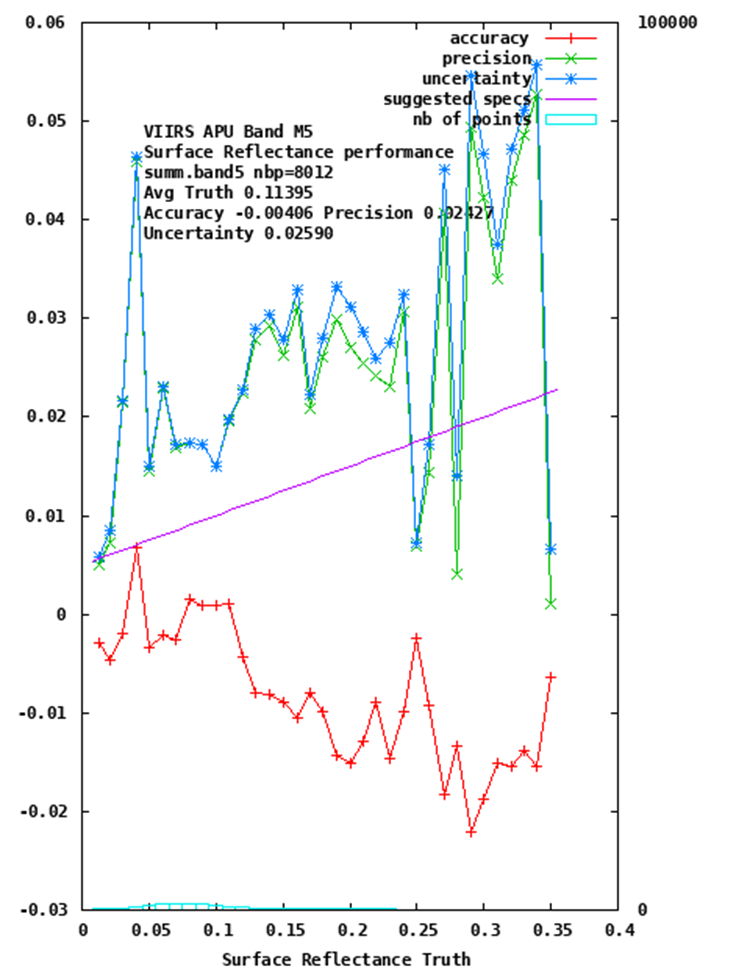 0.06
100000
accuracy
precision
uncertainty
suggested specs
nb of points
0.05
VIIRS APU Band M5
Surface Reflectance performance
summ.band5 nbp=8012
Avg Truth 0.11395
Accuracy -0.00406 Precision 0.02427
Uncertainty 0.02590
0.04
0.03
0.02
0.01
0
-0.01
-0.02
-0.03
0
0 0.05 0.1 0.15 0.2 0.25 0.3 0.35 0.4
Surface Reflectance Truth